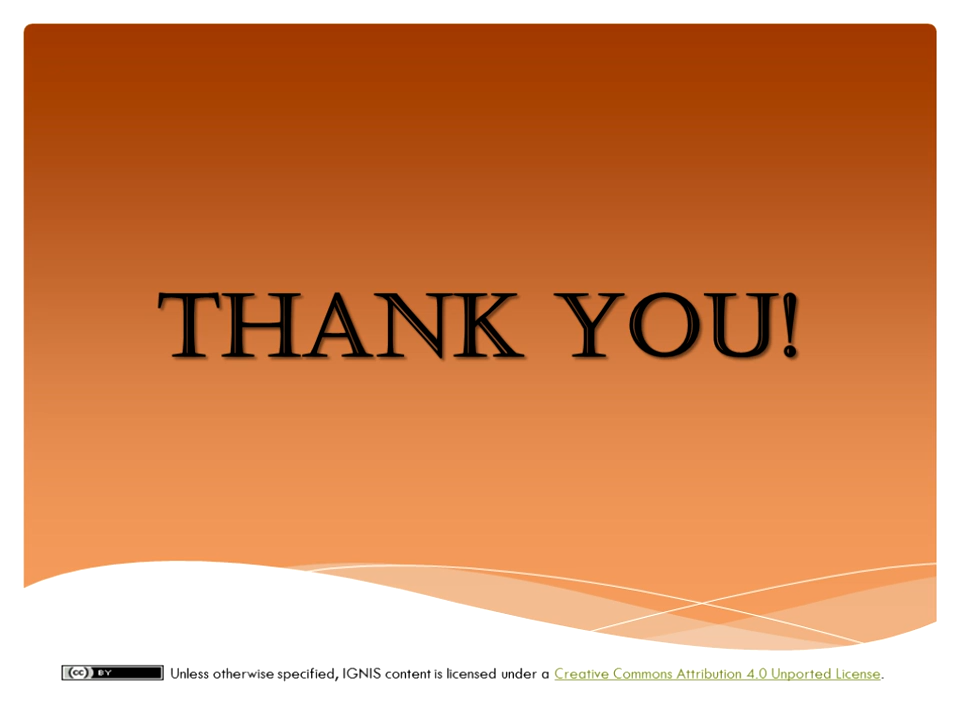 THANK YOU!
(cc) BY Unless otherwise specified, IGNIS content is licensed under a Creative Commons Attribution 4.0 Unported License.